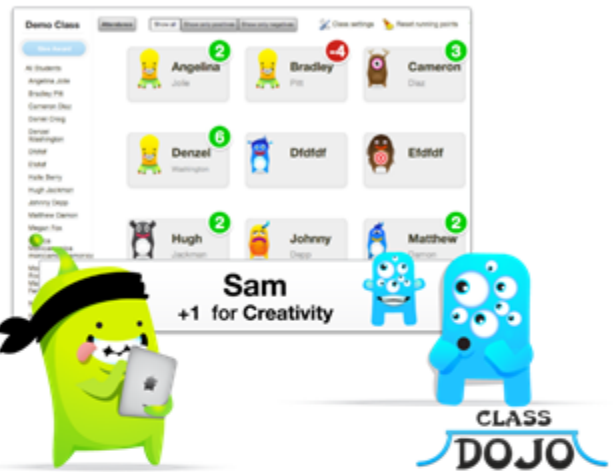 Demo Class
Attendance
Show all
Show only positives
Show only negatives
Class settings
Reset running points
All Students
Angelina Jolie
Bradley Pitt
Cameron Diaz
Daniel Craig
Denzel
Washington
Dfdfdf
Efdfdf
Halle Berry
Hugh Jackman
Johnny Depp
Matthew Damon
Megan Fox
2
Angelina
Jolie
-4
Bradley
Pitt
3
Cameron
Diaz
6
Denzel
Washington
Dfdfdf
Efdfdf
2
Hugh
Jackman
Johnny
Depp
2
Matthew
Damon
Sam
+1 for Creativity
CLASS
DOJO